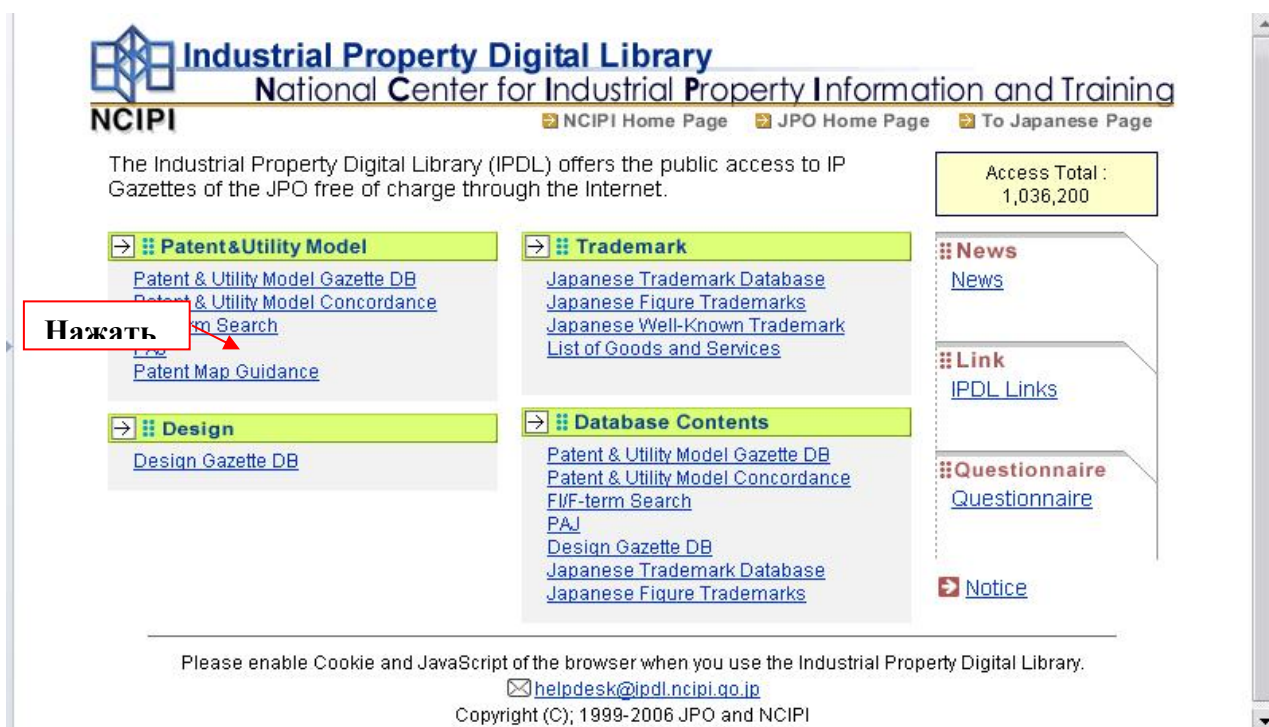 Industrial Property Digital Library
National Center for Industrial Property Information and Training
NCIPI
NCIPI Home Page JPO Home Page To Japanese Page
The Industrial Property Digital Library (IPDL) offers the public access to IP
Gazettes of the JPO free of charge through the Internet.
Access Total :
1,036,200
Patent&Utility Model
Patent & Utility Model Gazette DB
Patent & Utility Model Concordance
Search
Patent Map Guidance
Нажать
Design
Design Gazette DB
Trademark
Japanese Trademark Database
Japanese Figure Trademarks
Japanese Well-Known Trademark
List of Goods and Services
Database Contents
Patent & Utility Model Gazette DB
Patent & Utility Model Concordance
FI/F-term Search
PAJ
Design Gazette DB
Japanese Trademark Database
Japanese Figure Trademarks
News
News
Link
IPDL Links
Questionnaire
Questionnaire
Notice
Please enable Cookie and JavaScript of the browser when you use the Industrial Property Digital Library.
helpdesk@ipdl.ncipi.go.jp
Copyright (C); 1999-2006 JPO and NCIPI